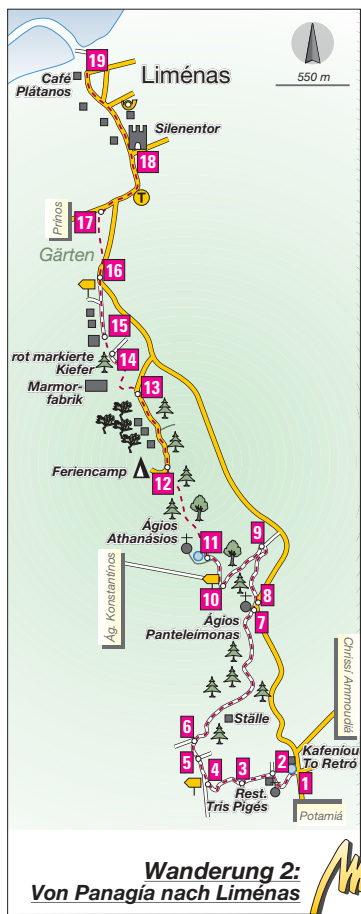 19
Café
Plátanos
Liménas
550 m
Silenentor
18
T
17
Prínos
Gärten
16
15
rot markierte
Kiefer
14
Marmor-
fabrik
13
Feriencamp
12
Ágios
Athanásios
11
9
Ág. Konstantínos
10
8
Ágios
Panteleímonas
7
Chrissí Ammoudiá
Ställe
6
5
4
3
2
Kafeníou
To Retró
1
Rest.
Tris Pigés
Potamiá
Wanderung 2:
Von Panagía nach Liménas